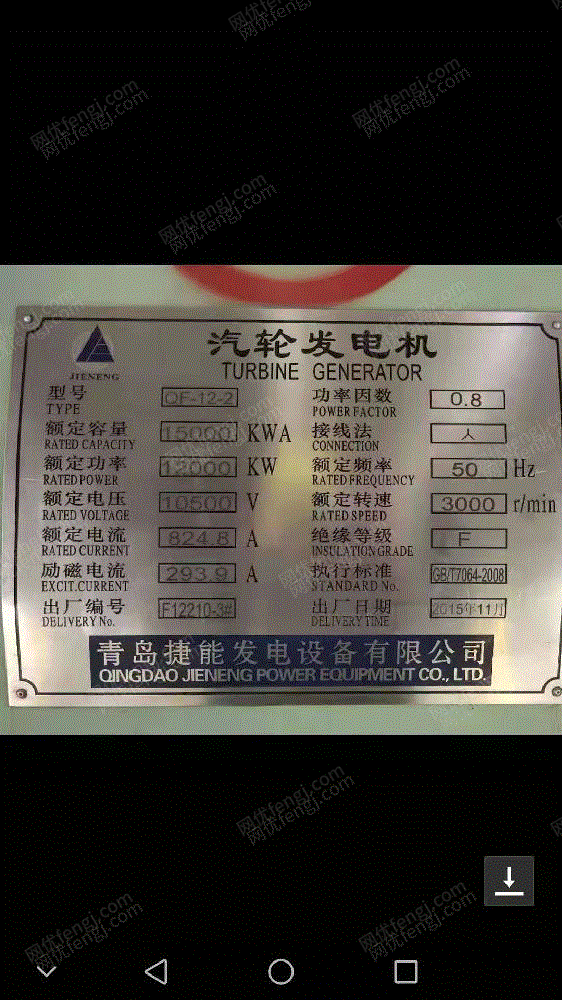 网优fengj.com
汽轮发电机
TURBINE GENERATOR
JIENENG
型号 QF-12-2 功率因数 0.8
TYPE POWER FACTOR
额定容量 15000 KWA 接线法 人
RATED CAPACITY CONNECTION
额定功率 12000 KW 额定频率 50 Hz
RATED POWER RATED FREQUENCY
额定电压 10500 V 额定转速 3000 r/min
RATED VOLTAGE RATED SPEED
额定电流 824.8 A 绝缘等级 F
RATED CURRENT INSULATION GRADE
励磁电流 293.9 A 执行标准 GB/T7064-2008
EXCIT.CURRENT STANDARD No.
出厂编号 F12210-3# 出厂日期 2015年11月
DELIVERY No. DELIVERY TIME
青岛捷能发电设备有限公司
QINGDAO JIENENG POWER EQUIPMENT CO., LTD.